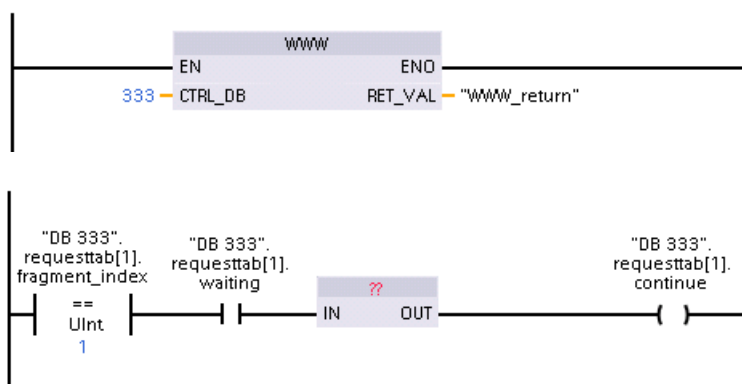 WWW
EN ENO
333 CTRL_DB RET_VAL "WWW_return"
"DB 333". "DB 333". "DB 333".
requesttab[1]. requesttab[1]. requesttab[1].
fragment_index waiting continue
== ??
UInt IN OUT
1